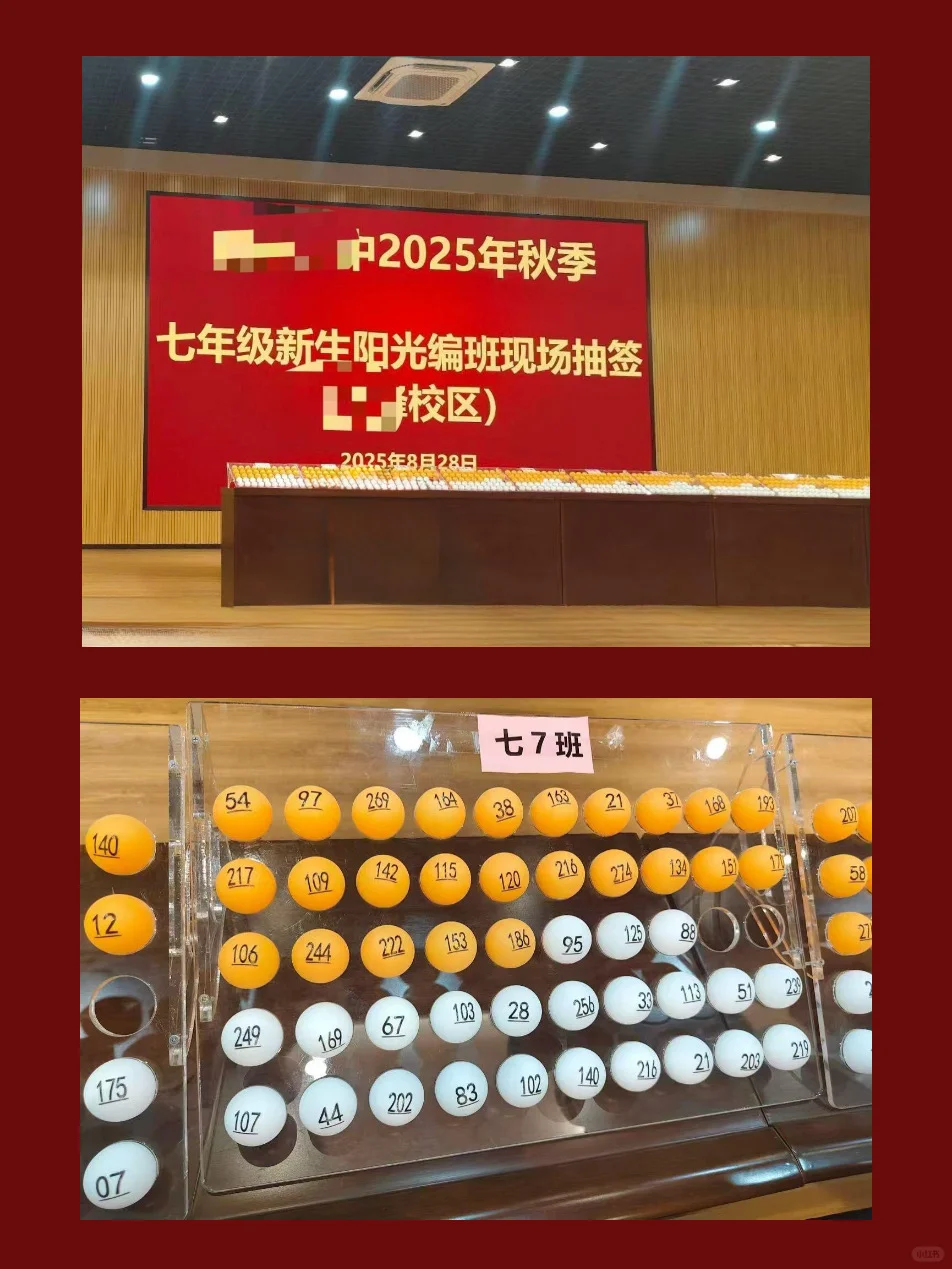 中2025年秋季
七年级新生阳光编班现场抽签
校区)
2025年8月28日
七7班
54 97 269 164 38 163 21 37 168 193
140 217 109 142 115 120 216 274 134 151 170 58
12 106 244 222 153 186 95 125 88
249 169 67 103 28 256 33 113 51
175 107 44 202 83 102 140 216 21 203 219
07
小红书